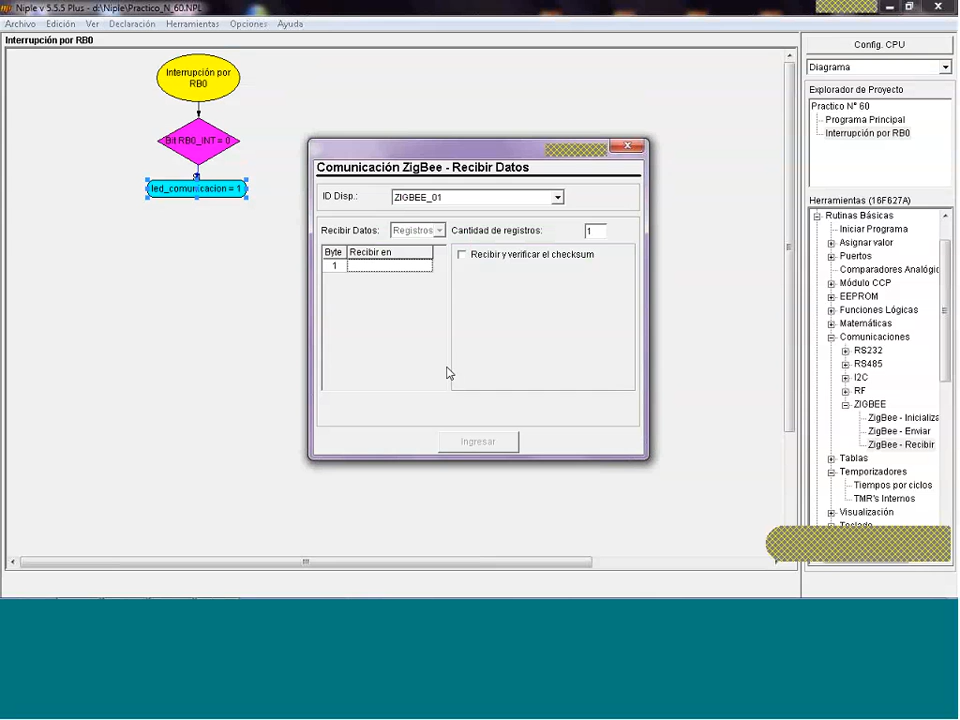 Niple v 5.5.5 Plus - d:\Niple\Practico_N_60.NPL
Archivo Edición Ver Declaración Herramientas Opciones Ayuda
Interrupción por RB0
Interrupción por
RB0
Bit RB0_INT = 0
led_comunicacion = 1
Comunicación ZigBee - Recibir Datos
ID Disp.: ZIGBEE_01
Recibir Datos: Registros Cantidad de registros: 1
Byte Recibir en
1
Recibir y verificar el checksum
Ingresar
Config. CPU
Diagrama
Explorador de Proyecto
Practico N° 60
Programa Principal
Interrupción por RB0
Herramientas (16F627A)
Rutinas Básicas
Iniciar Programa
Asignar valor
Puertos
Comparadores Analógic
Módulo CCP
EEPROM
Funciones Lógicas
Matemáticas
Comunicaciones
RS232
RS485
I2C
RF
ZIGBEE
ZigBee - Inicializa
ZigBee - Enviar
ZigBee - Recibir
Tablas
Temporizadores
Tiempos por ciclos
TMR's Internos
Visualización